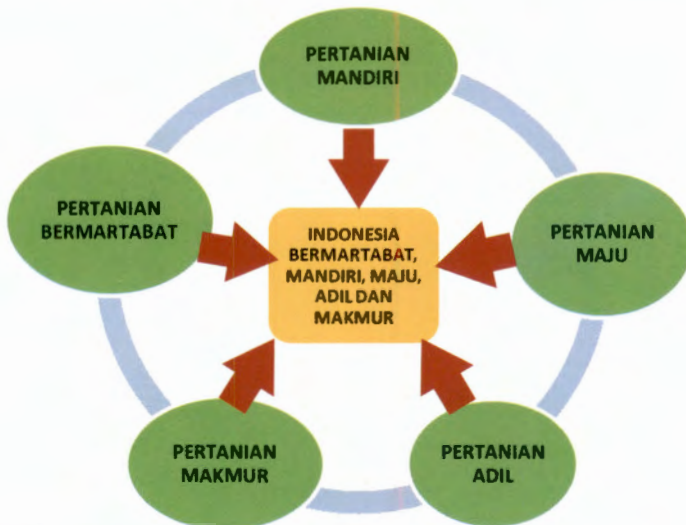 PERTANIAN
MANDIRI
PERTANIAN
BERMARTABAT
PERTANIAN
MAJU
INDONESIA
BERMARTABAT,
MANDIRI, MAJU,
ADIL DAN
MAKMUR
PERTANIAN
MAKMUR
PERTANIAN
ADIL